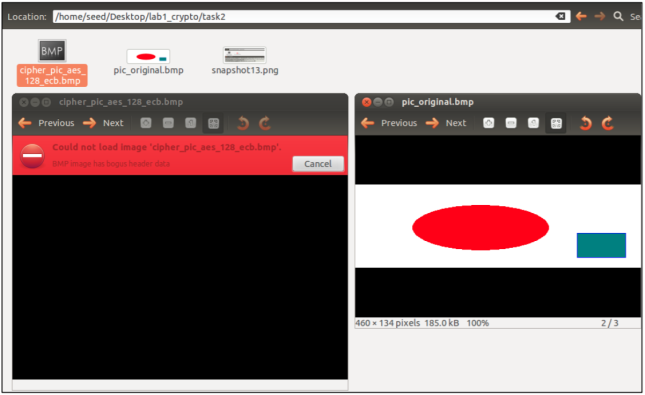 Location: /home/seed/Desktop/lab1_crypto/task2
Se
BMP
cipher_pic_aes_
128_ecb.bmp
pic_original.bmp
snapshot13.png
cipher_pic_aes_128_ecb.bmp
Previous Next
Could not load image 'cipher_pic_aes_128_ecb.bmp'.
BMP image has bogus header data
Cancel
pic_original.bmp
Previous Next
460 × 134 pixels 185.0 kB 100%
2 / 3